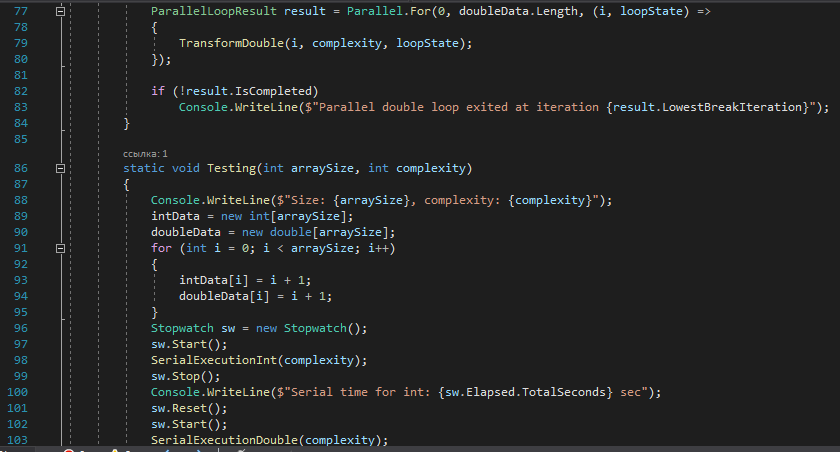 77 ParallelLoopResult result = Parallel.For(0, doubleData.Length, (i, loopState) =>
78 {
79 TransformDouble(i, complexity, loopState);
80 });
81
82 if (!result.IsCompleted)
83 Console.WriteLine($"Parallel double loop exited at iteration {result.LowestBreakIteration}");
84 }
85
ссылка: 1
86 static void Testing(int arraySize, int complexity)
87 {
88 Console.WriteLine($"Size: {arraySize}, complexity: {complexity}");
89 intData = new int[arraySize];
90 doubleData = new double[arraySize];
91 for (int i = 0; i < arraySize; i++)
92 {
93 intData[i] = i + 1;
94 doubleData[i] = i + 1;
95 }
96 Stopwatch sw = new Stopwatch();
97 sw.Start();
98 SerialExecutionInt(complexity);
99 sw.Stop();
100 Console.WriteLine($"Serial time for int: {sw.Elapsed.TotalSeconds} sec");
101 sw.Reset();
102 sw.Start();
103 SerialExecutionDouble(complexity);